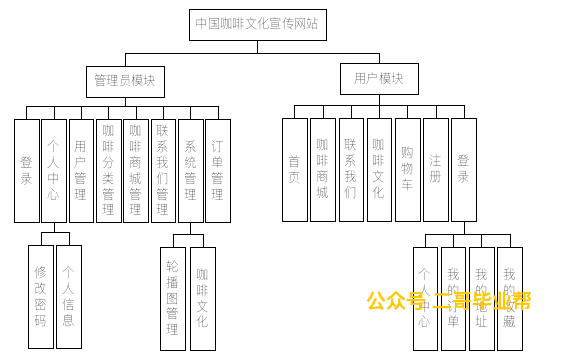 中国咖啡文化宣传网站
管理员模块
用户模块
登录
个人中心
用户管理
咖啡分类管理
咖啡商城管理
联系我们管理
系统管理
订单管理
首页
咖啡商城
联系我们
咖啡文化
购物车
注册
登录
修改密码
个人信息
轮播图管理
咖啡文化
个人中心
我的订单
我的地址
我的收藏
公众号 二哥毕业帮